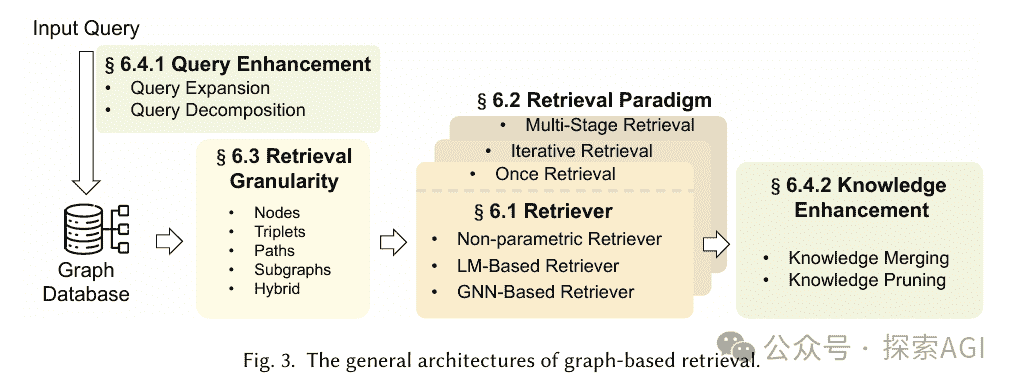 Input Query
§ 6.4.1 Query Enhancement
• Query Expansion
• Query Decomposition
Graph
Database
§ 6.3 Retrieval
Granularity
• Nodes
• Triplets
• Paths
• Subgraphs
• Hybrid
§ 6.2 Retrieval Paradigm
• Multi-Stage Retrieval
• Iterative Retrieval
• Once Retrieval
§ 6.1 Retriever
• Non-parametric Retriever
• LM-Based Retriever
• GNN-Based Retriever
§ 6.4.2 Knowledge
Enhancement
• Knowledge Merging
• Knowledge Pruning
Fig. 3. The general architectures of graph-based retrieval.
公众号 · 探索AGI